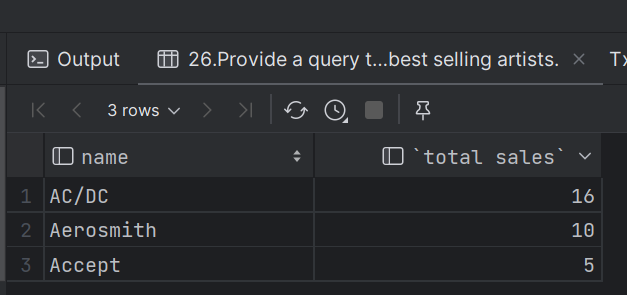 Output 26.Provide a query t...best selling artists. Tx
3 rows
name `total sales`
1 AC/DC 16
2 Aerosmith 10
3 Accept 5